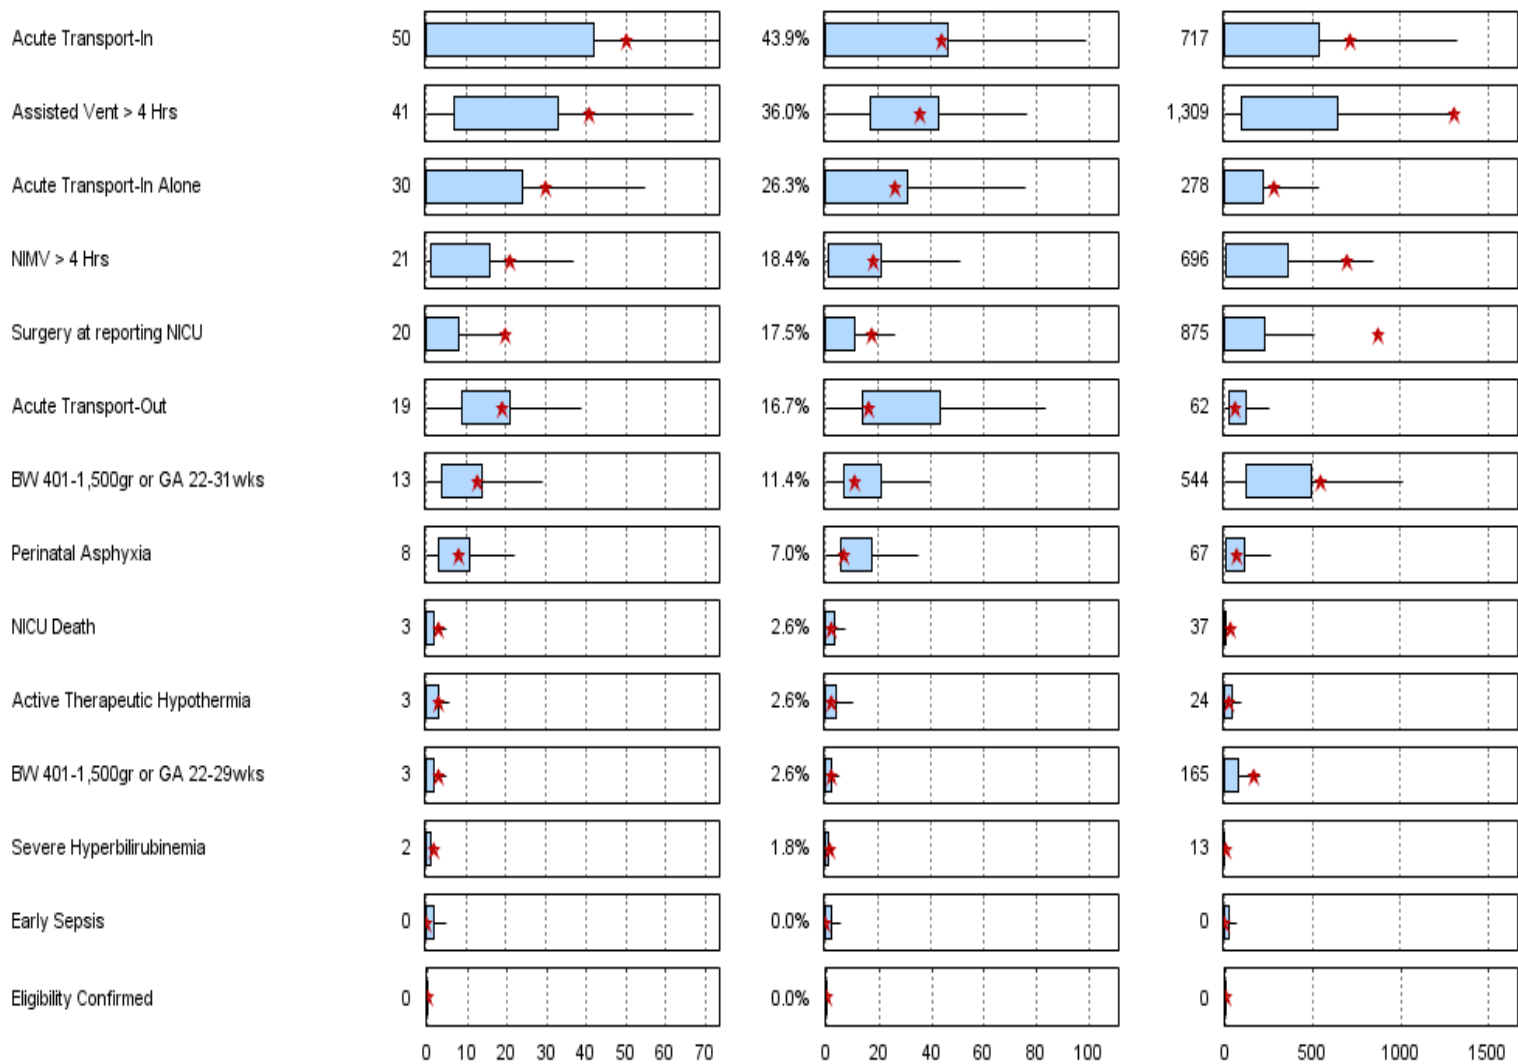 Acute Transport-In 50 43.9% 717
Assisted Vent > 4 Hrs 41 36.0% 1,309
Acute Transport-In Alone 30 26.3% 278
NIMV > 4 Hrs 21 18.4% 696
Surgery at reporting NICU 20 17.5% 875
Acute Transport-Out 19 16.7% 62
BW 401-1,500gr or GA 22-31wks 13 11.4% 544
Perinatal Asphyxia 8 7.0% 67
NICU Death 3 2.6% 37
Active Therapeutic Hypothermia 3 2.6% 24
BW 401-1,500gr or GA 22-29wks 3 2.6% 165
Severe Hyperbilirubinemia 2 1.8% 13
Early Sepsis 0 0.0% 0
Eligibility Confirmed 0 0.0% 0
0 10 20 30 40 50 60 70 0 20 40 60 80 100 0 500 1000 1500